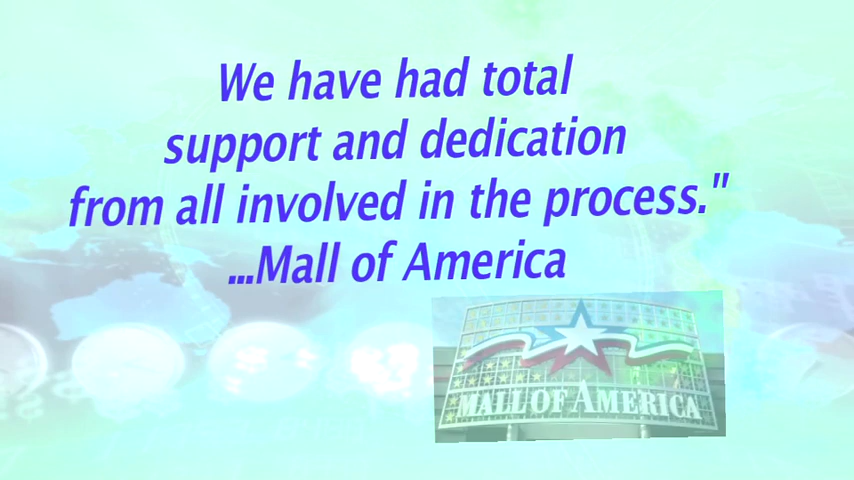 We have had total
support and dedication
from all involved in the process."
...Mall of America
MALL OF AMERICA